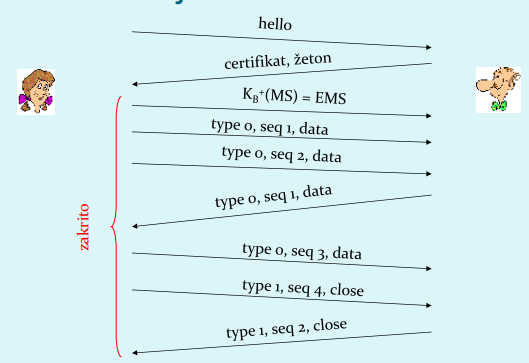 hello
certifikat, žeton
K_B⁺(MS) = EMS
type 0, seq 1, data
type 0, seq 2, data
type 0, seq 1, data
zakrito
type 0, seq 3, data
type 1, seq 4, close
type 1, seq 2, close